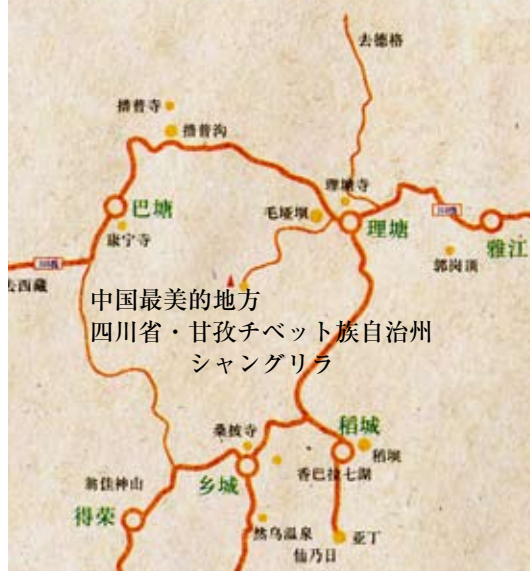 去德格
措普寺
措普沟
理塘寺
巴塘
毛垭坝
理塘
雅江
康宁寺
郭岗顶
去西藏
中国最美的地方
四川省・甘孜チベット族自治州
シャングリラ
桑披寺
稻城
稻坝
香巴拉七湖
翁佳神山
乡城
得荣
然乌温泉
亚丁
仙乃日